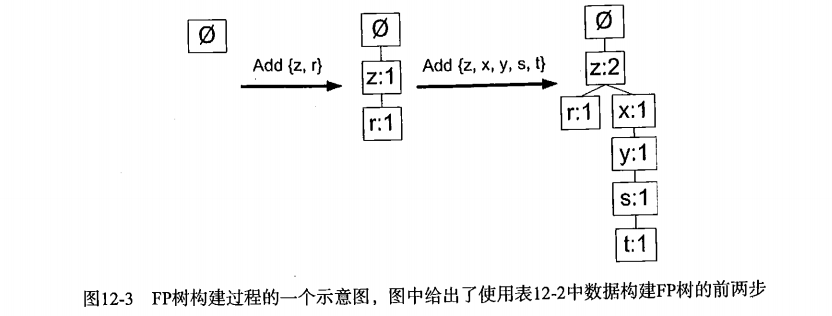 Ø
Add {z, r}
Ø
z:1
r:1
Add {z, x, y, s, t}
Ø
z:2
r:1
x:1
y:1
s:1
t:1
图12-3 FP树构建过程的一个示意图，图中给出了使用表12-2中数据构建FP树的前两步